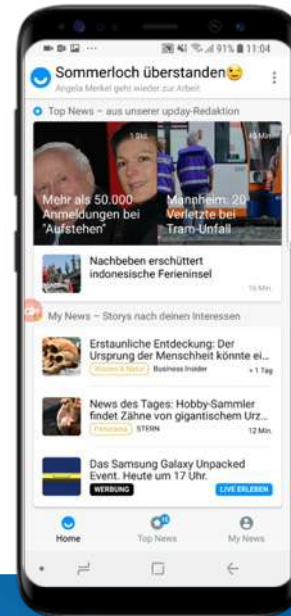 91% 11:04
Sommerloch überstanden😉
Angela Merkel geht wieder zur Arbeit
Top News – aus unserer upday-Redaktion
1 Std.
45 Min.
Mehr als 50.000
Anmeldungen bei
"Aufstehen"
Mannheim: 20
Verletzte bei
Tram-Unfall
Nachbeben erschüttert
indonesische Ferieninsel
16 Min.
My News – Storys nach deinen Interessen
Erstaunliche Entdeckung: Der
Ursprung der Menschheit könnte ei...
Wissen & Natur Business Insider
+ 1 Tag
News des Tages: Hobby-Sammler
findet Zähne von gigantischem Urz...
Panorama STERN
12 Min.
Das Samsung Galaxy Unpacked
Event. Heute um 17 Uhr.
WERBUNG
LIVE ERLEBEN
Home
Top News
My News